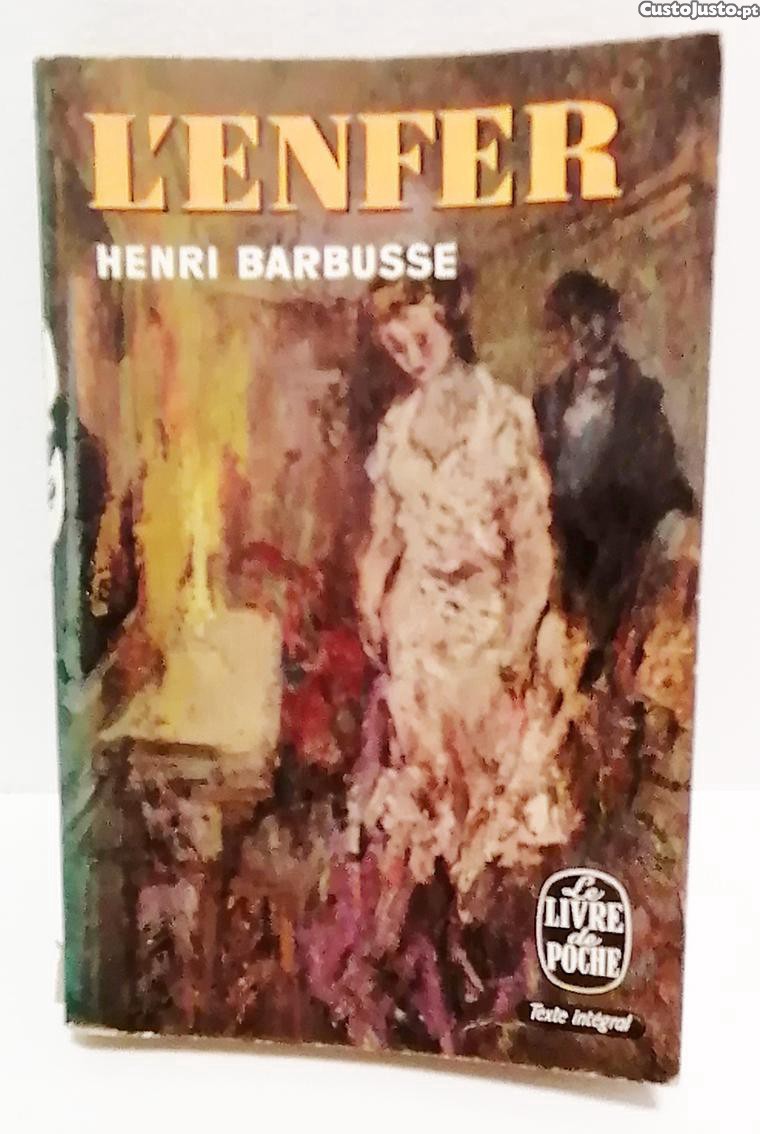 CustoJusto.pt
L'ENFER
HENRI BARBUSSE
Le
LIVRE
de
POCHE
Texte intégral